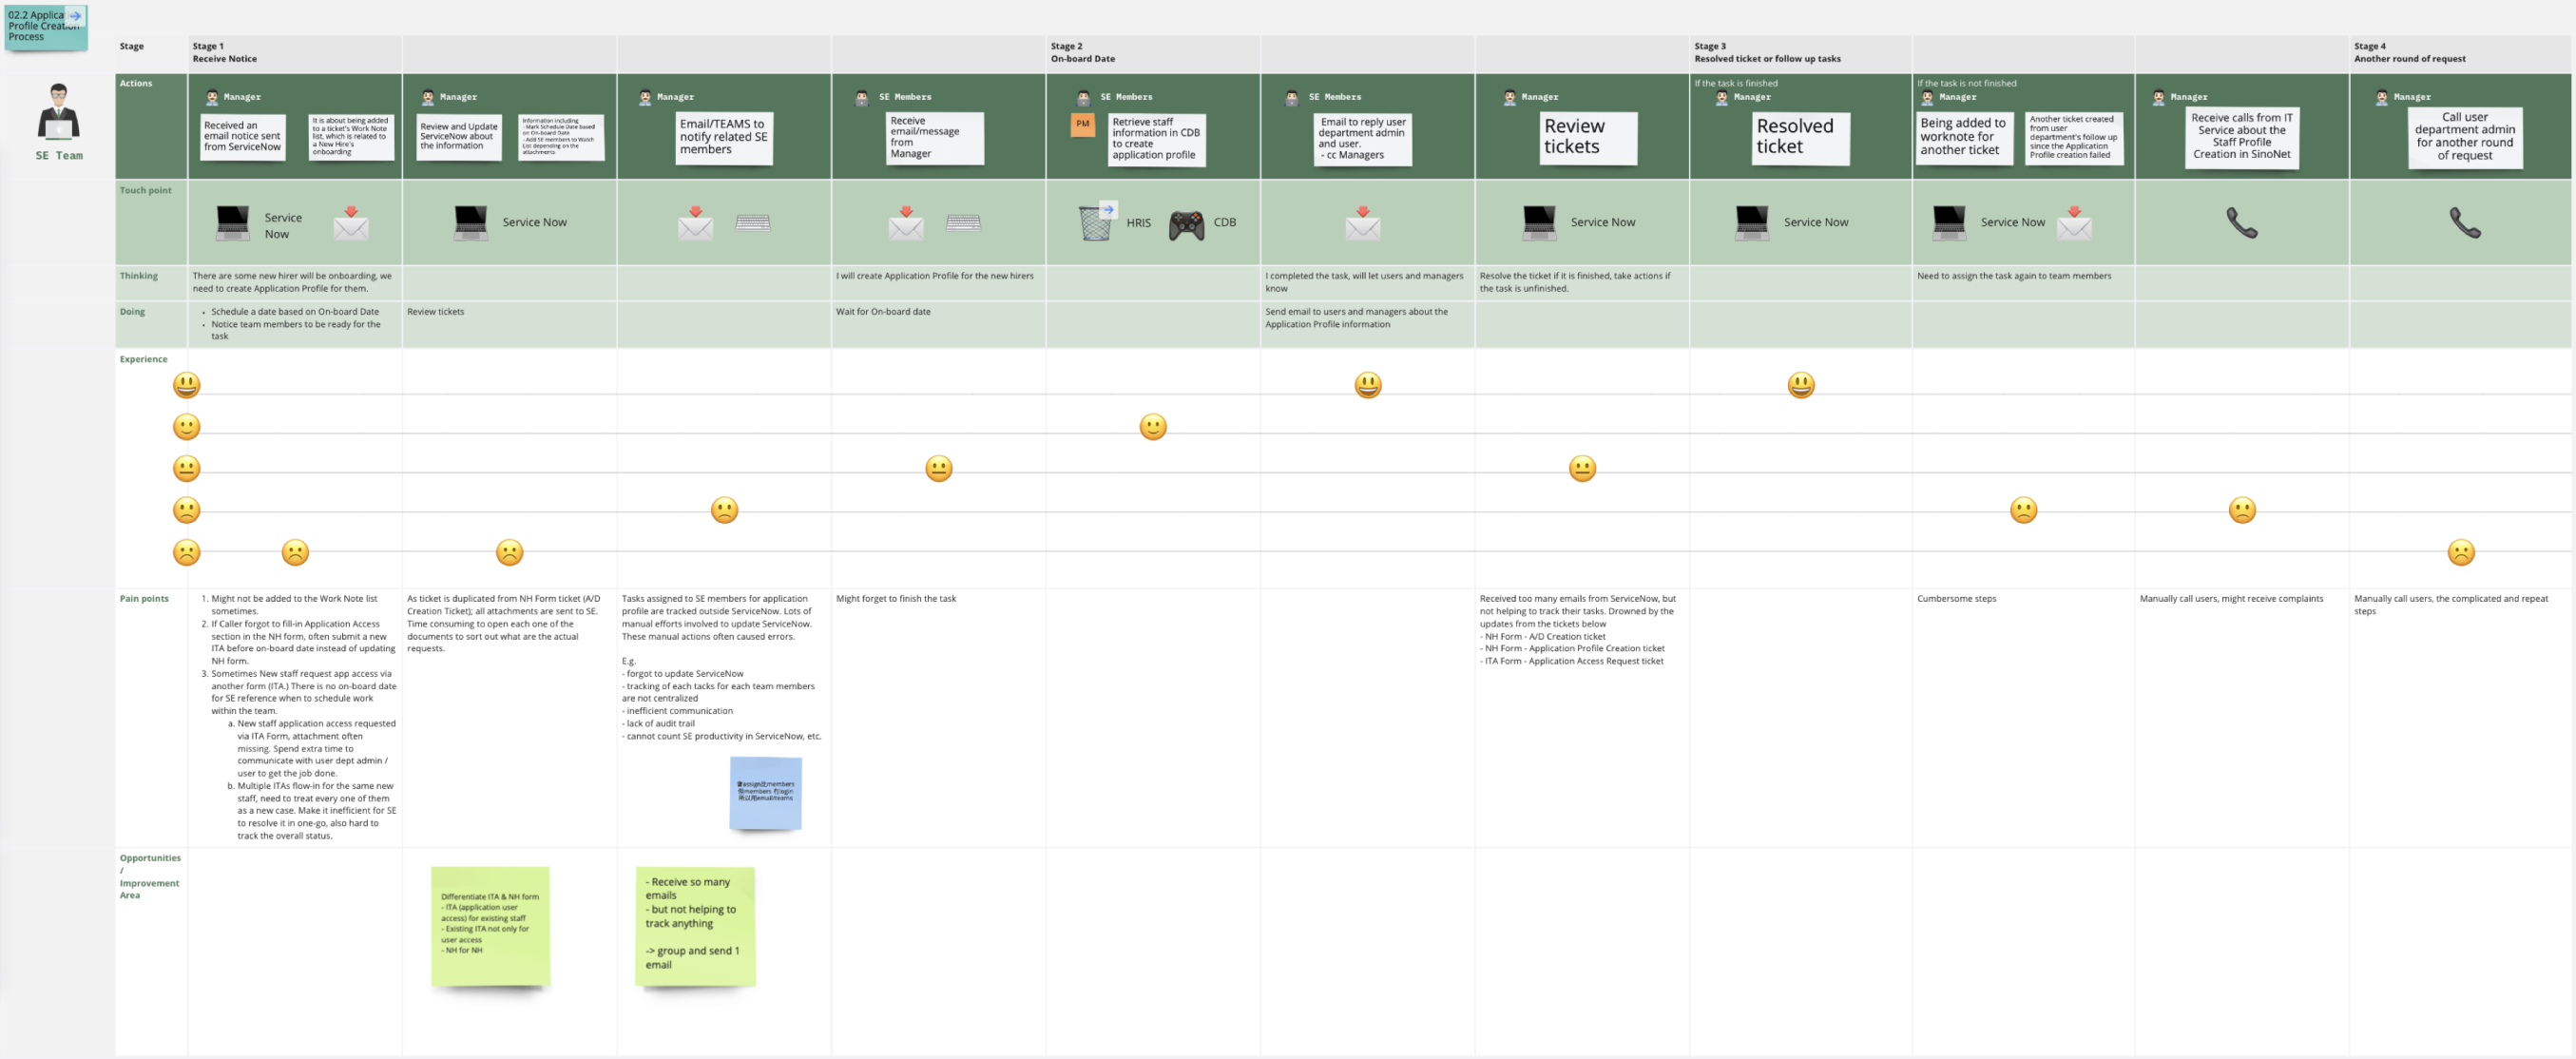 02.2 Applica
Profile Creation
Process
Stage
Stage 1
Receive Notice
Stage 2
On-board Date
Stage 3
Resolved ticket or follow up tasks
Stage 4
Another round of request
SE Team
Actions
Manager
Received an
email notice sent
from ServiceNow
It is about being added
to a ticket's Work Note
list, which is related to
a New Hire's
onboarding
Manager
Review and Update
ServiceNow about
the information
Information including
- Mark Schedule Date based
on On-board Date
- Add SE members to Watch
List depending on the
attachments
Manager
Email/TEAMS to
notify related SE
members
SE Members
Receive
email/message
from
Manager
SE Members
PM
Retrieve staff
information in CDB
to create
application profile
SE Members
Email to reply user
department admin
and user.
- cc Managers
Manager
Review
tickets
If the task is finished
Manager
Resolved
ticket
If the task is not finished
Manager
Being added to
worknote for
another ticket
Another ticket created
from user
department's follow up
since the Application
Profile creation failed
Manager
Receive calls from IT
Service about the
Staff Profile
Creation in SinoNet
Manager
Call user
department admin
for another round
of request
Touch point
Service
Now
Service Now
HRIS
CDB
Service Now
Service Now
Service Now
Thinking
There are some new hirer will be onboarding, we
need to create Application Profile for them.
I will create Application Profile for the new hirers
I completed the task, will let users and managers
know
Resolve the ticket if it is finished, take actions if
the task is unfinished.
Need to assign the task again to team members
Doing
• Schedule a date based on On-board Date
• Notice team members to be ready for the
task
Review tickets
Wait for On-board date
Send email to users and managers about the
Application Profile information
Experience
Pain points
1. Might not be added to the Work Note list
sometimes.
2. If Caller forgot to fill-in Application Access
section in the NH form, often submit a new
ITA before on-board date instead of updating
NH form.
3. Sometimes New staff request app access via
another form (ITA.) There is no on-board date
for SE reference when to schedule work
within the team.
a. New staff application access requested
via ITA Form, attachment often
missing. Spend extra time to
communicate with user dept admin /
user to get the job done.
b. Multiple ITAs flow-in for the same new
staff, need to treat every one of them
as a new case. Make it inefficient for SE
to resolve it in one-go, also hard to
track the overall status.
As ticket is duplicated from NH Form ticket (A/D
Creation Ticket); all attachments are sent to SE.
Time consuming to open each one of the
documents to sort out what are the actual
requests.
Tasks assigned to SE members for application
profile are tracked outside ServiceNow. Lots of
manual efforts involved to update ServiceNow.
These manual actions often caused errors.
E.g.
- forgot to update ServiceNow
- tracking of each tacks for each team members
are not centralized
- inefficient communication
- lack of audit trail
- cannot count SE productivity in ServiceNow, etc.
assign比members
members 冇login
所以用email/teams
Might forget to finish the task
Received too many emails from ServiceNow, but
not helping to track their tasks. Drowned by the
updates from the tickets below
- NH Form - A/D Creation ticket
- NH Form - Application Profile Creation ticket
- ITA Form - Application Access Request ticket
Cumbersome steps
Manually call users, might receive complaints
Manually call users, the complicated and repeat
steps
Opportunities
/
Improvement
Area
Differentiate ITA & NH form
- ITA (application user
access) for existing staff
- Existing ITA not only for
user access
- NH for NH
- Receive so many
emails
- but not helping to
track anything
-> group and send 1
email